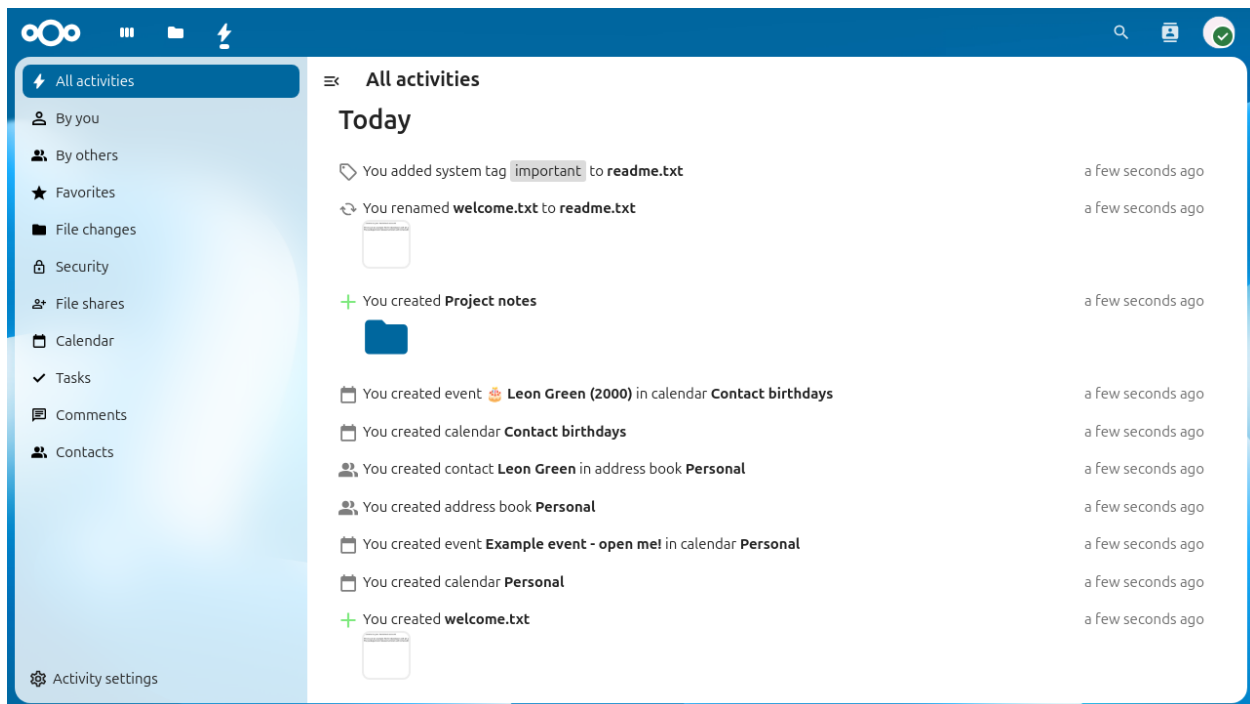 All activities
By you
By others
Favorites
File changes
Security
File shares
Calendar
Tasks
Comments
Contacts
Activity settings
All activities
Today
You added system tag important to readme.txt a few seconds ago
You renamed welcome.txt to readme.txt a few seconds ago
You created Project notes a few seconds ago
You created event 🎂 Leon Green (2000) in calendar Contact birthdays a few seconds ago
You created calendar Contact birthdays a few seconds ago
You created contact Leon Green in address book Personal a few seconds ago
You created address book Personal a few seconds ago
You created event Example event - open me! in calendar Personal a few seconds ago
You created calendar Personal a few seconds ago
You created welcome.txt a few seconds ago